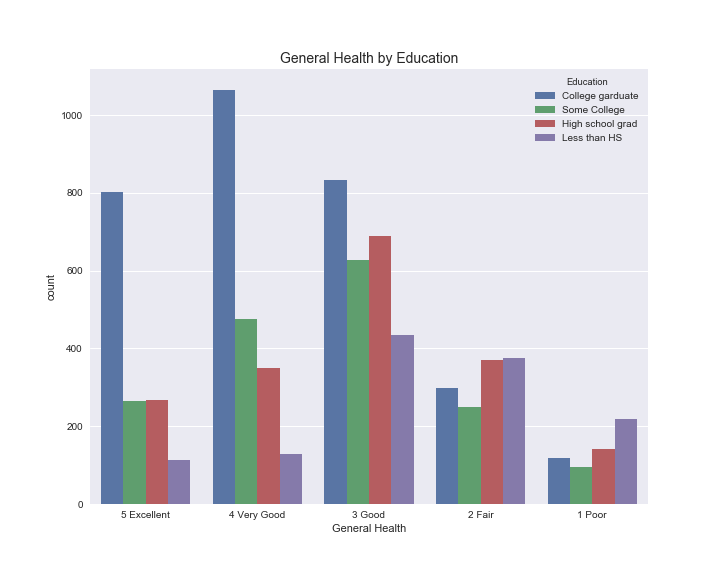 General Health by Education
Education
College garduate
Some College
High school grad
Less than HS
1000
800
600
400
200
0
count
5 Excellent 4 Very Good 3 Good 2 Fair 1 Poor
General Health